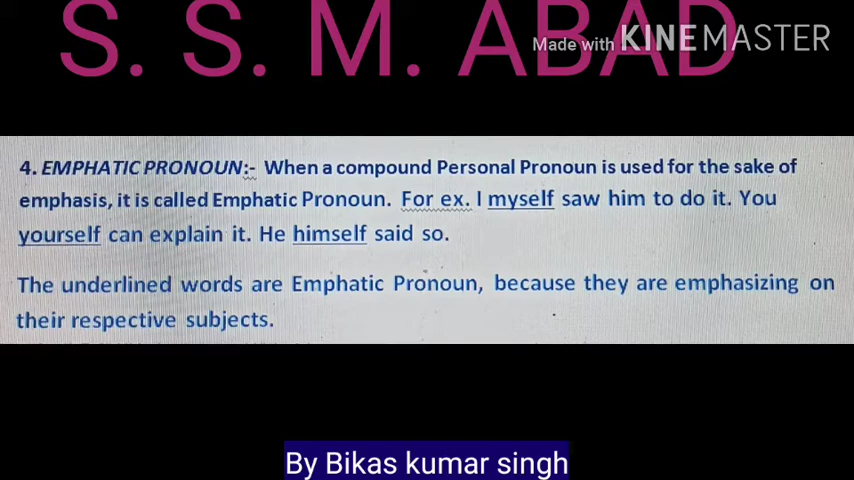 S. S. M. ABAD
Made with KINEMASTER
4. EMPHATIC PRONOUN:- When a compound Personal Pronoun is used for the sake of
emphasis, it is called Emphatic Pronoun. For ex. I myself saw him to do it. You
yourself can explain it. He himself said so.
The underlined words are Emphatic Pronoun, because they are emphasizing on
their respective subjects.
By Bikas kumar singh